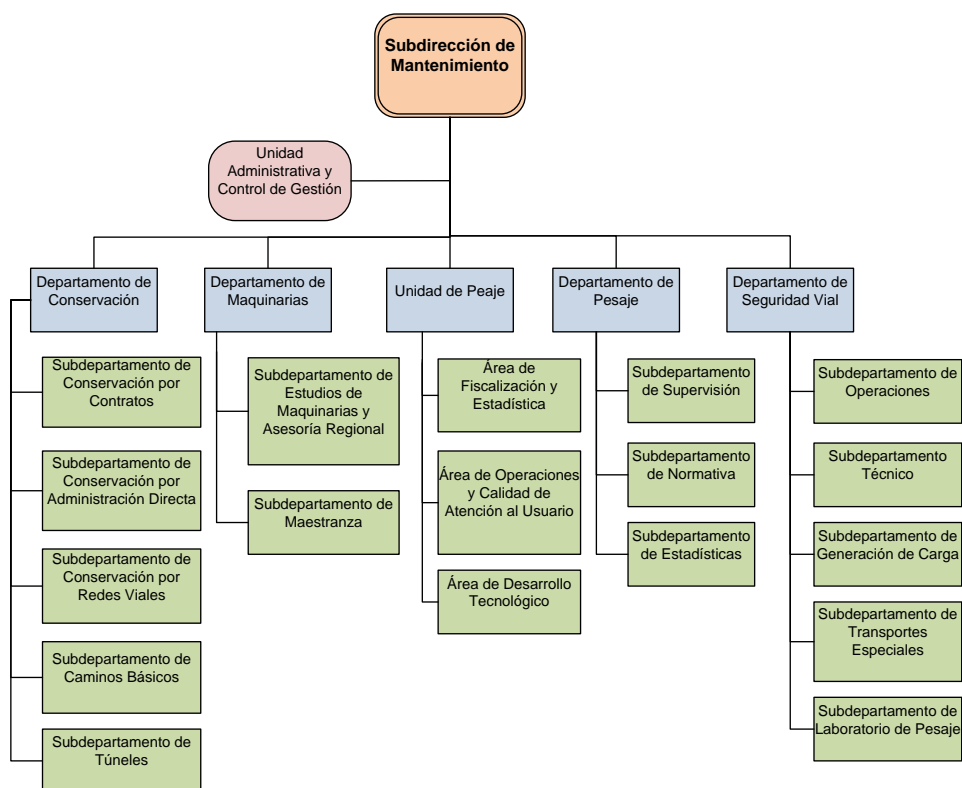 Subdirección de
Mantenimiento
Unidad
Administrativa y
Control de Gestión
Departamento de
Conservación
Departamento de
Maquinarias
Unidad de Peaje
Departamento de
Pesaje
Departamento de
Seguridad Vial
Subdepartamento de
Conservación por
Contratos
Subdepartamento de
Conservación por
Administración Directa
Subdepartamento de
Conservación por
Redes Viales
Subdepartamento de
Caminos Básicos
Subdepartamento de
Túneles
Subdepartamento de
Estudios de
Maquinarias y
Asesoría Regional
Subdepartamento de
Maestranza
Área de
Fiscalización y
Estadística
Área de Operaciones
y Calidad de
Atención al Usuario
Área de Desarrollo
Tecnológico
Subdepartamento
de Supervisión
Subdepartamento
de Normativa
Subdepartamento
de Estadísticas
Subdepartamento de
Operaciones
Subdepartamento
Técnico
Subdepartamento de
Generación de Carga
Subdepartamento de
Transportes
Especiales
Subdepartamento de
Laboratorio de Pesaje